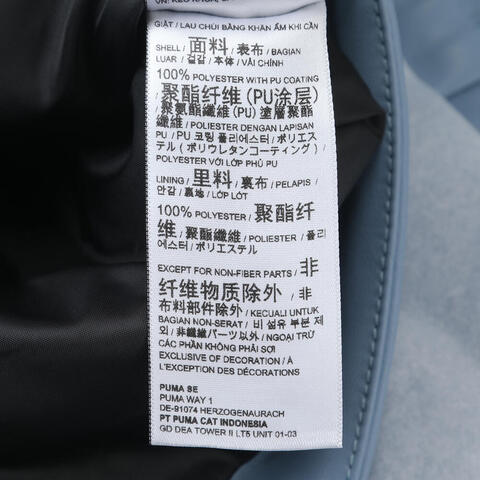 GIẶT / LAU CHÙI BẰNG KHĂN ẨM KHI CẦN
SHELL / 面料 / 表布 / BAGIAN
LUAR / 겉감 / 本体 / VẢI CHÍNH
100% POLYESTER WITH PU COATING
/ 聚酯纤维 (PU涂层)
/ 聚氨酯纖維 (PU) 塗層聚酯
纖維 / POLIESTER DENGAN LAPISAN
PU / PU 코팅 폴리에스터 / ポリエス
テル ( ポリウレタンコーティング) /
POLYESTER VỚI LỚP PHỦ PU
LINING / 里料 / 裏布 / PELAPIS /
안감 / 裏地 / LỚP LÓT
100% POLYESTER / 聚酯纤
维 / 聚酯纖維 / POLIESTER / 폴리
에스터 / ポリエステル
EXCEPT FOR NON-FIBER PARTS / 非
纤维物质除外 / 非
布料部件除外 / KECUALI UNTUK
BAGIAN NON-SERAT / 비 섬유 부분 제
외 / 非繊維パーツ以外 / NGOẠI TRỪ
CÁC PHẦN KHÔNG PHẢI SỢI
EXCLUSIVE OF DECORATION / À
L'EXCEPTION DES DÉCORATIONS
PUMA SE
PUMA WAY 1
DE-91074 HERZOGENAURACH
PT PUMA CAT INDONESIA
GD DEA TOWER II LT5 UNIT 01-03